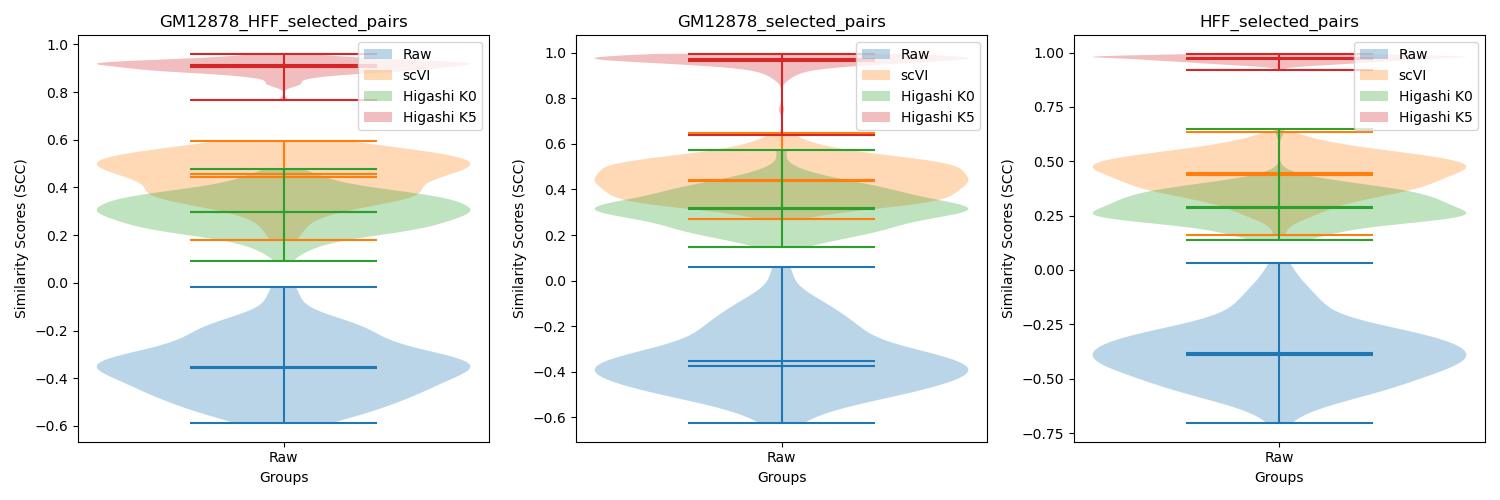 GM12878_HFF_selected_pairs
1.0
0.8
0.6
0.4
0.2
0.0
−0.2
−0.4
−0.6
Similarity Scores (SCC)
Raw
scVI
Higashi K0
Higashi K5
Raw
Groups
GM12878_selected_pairs
1.0
0.8
0.6
0.4
0.2
0.0
−0.2
−0.4
−0.6
Similarity Scores (SCC)
Raw
scVI
Higashi K0
Higashi K5
Raw
Groups
HFF_selected_pairs
1.00
0.75
0.50
0.25
0.00
−0.25
−0.50
−0.75
Similarity Scores (SCC)
Raw
scVI
Higashi K0
Higashi K5
Raw
Groups